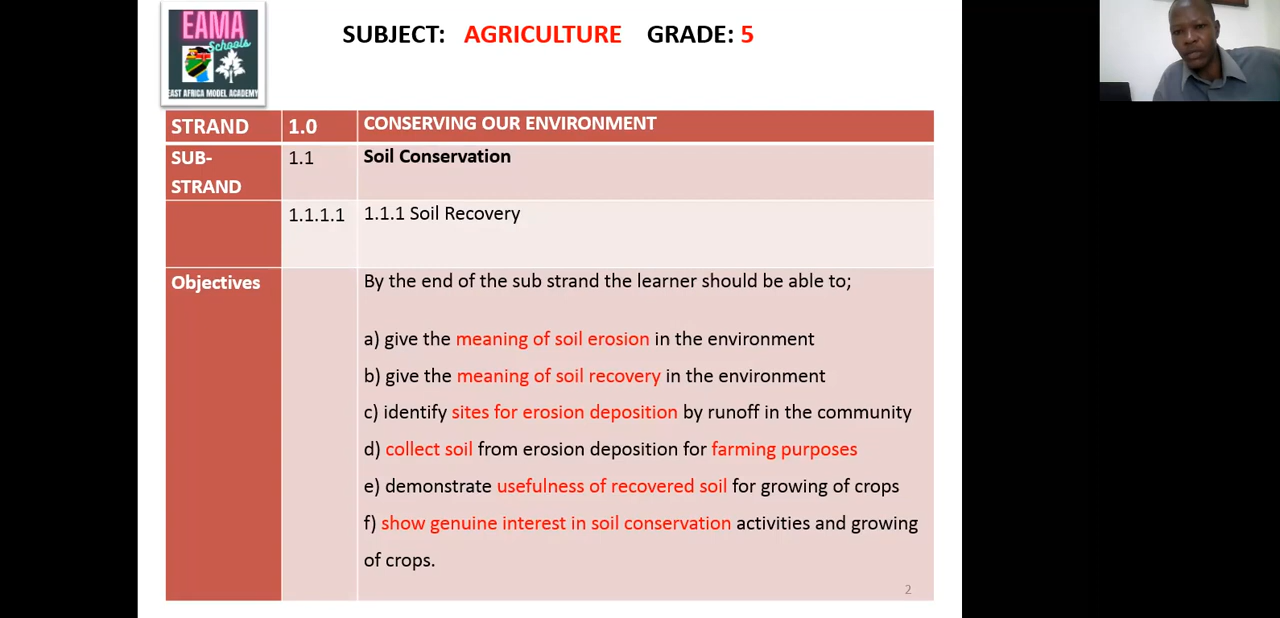 EAMA
Schools
EAST AFRICA MODEL ACADEMY
SUBJECT: AGRICULTURE GRADE: 5
STRAND 1.0 CONSERVING OUR ENVIRONMENT
SUB-
STRAND 1.1 Soil Conservation
1.1.1.1 1.1.1 Soil Recovery
Objectives By the end of the sub strand the learner should be able to;
a) give the meaning of soil erosion in the environment
b) give the meaning of soil recovery in the environment
c) identify sites for erosion deposition by runoff in the community
d) collect soil from erosion deposition for farming purposes
e) demonstrate usefulness of recovered soil for growing of crops
f) show genuine interest in soil conservation activities and growing
of crops.
2